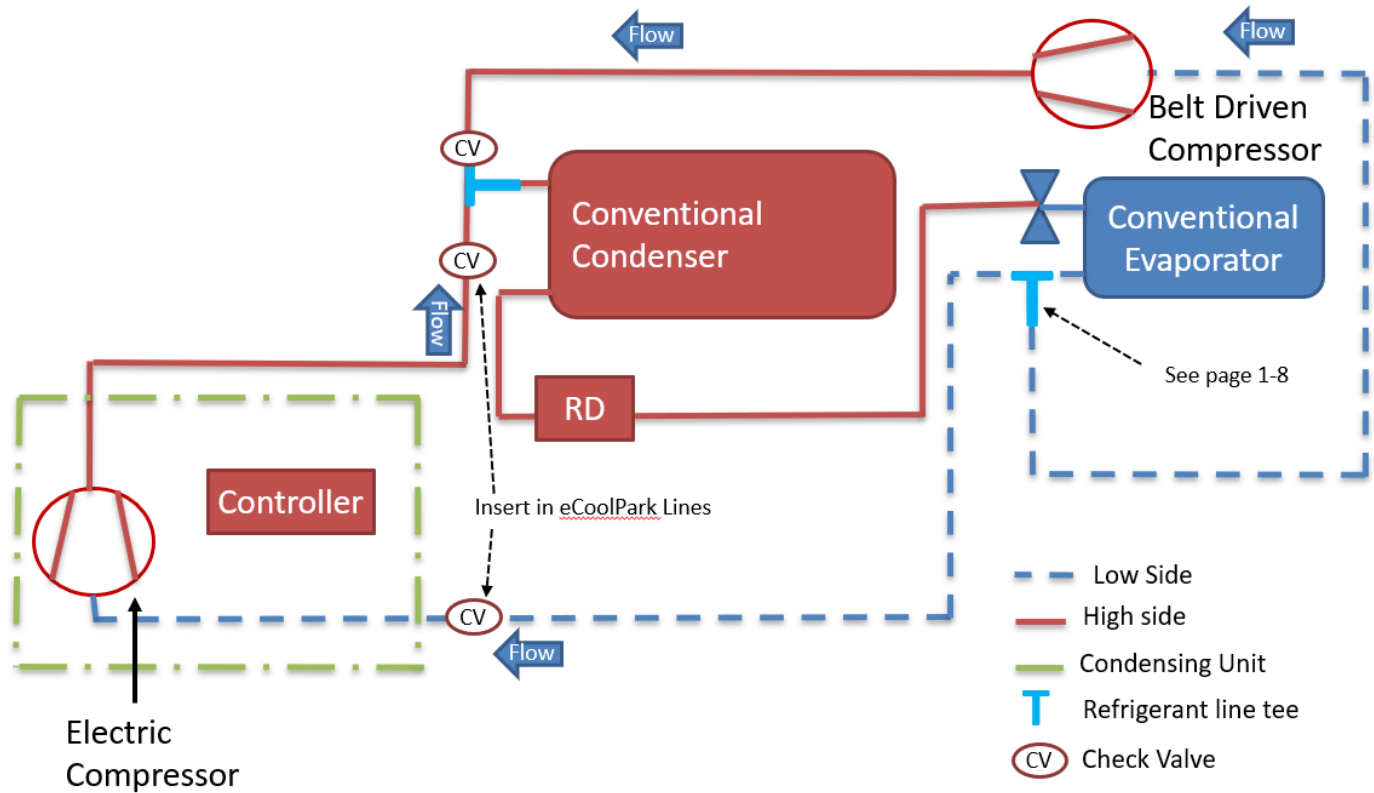 Flow
Flow
Belt Driven
Compressor
CV
Conventional
Condenser
Conventional
Evaporator
CV
Flow
See page 1-8
RD
Controller
Insert in eCoolPark Lines
Low Side
CV
High side
Flow
Condensing Unit
Refrigerant line tee
Electric
Compressor
CV
Check Valve